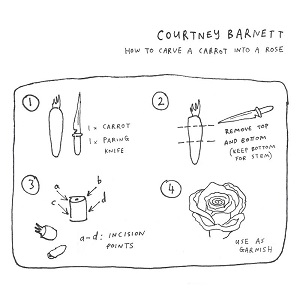 COURTNEY BARNETT
HOW TO CARVE A CARROT INTO A ROSE
1
1 x CARROT
1 x PARING
KNIFE
2
REMOVE TOP
AND BOTTOM
(KEEP BOTTOM
FOR STEM)
3
a
b
c
d
a-d: INCISION
POINTS
4
USE AS
GARNISH